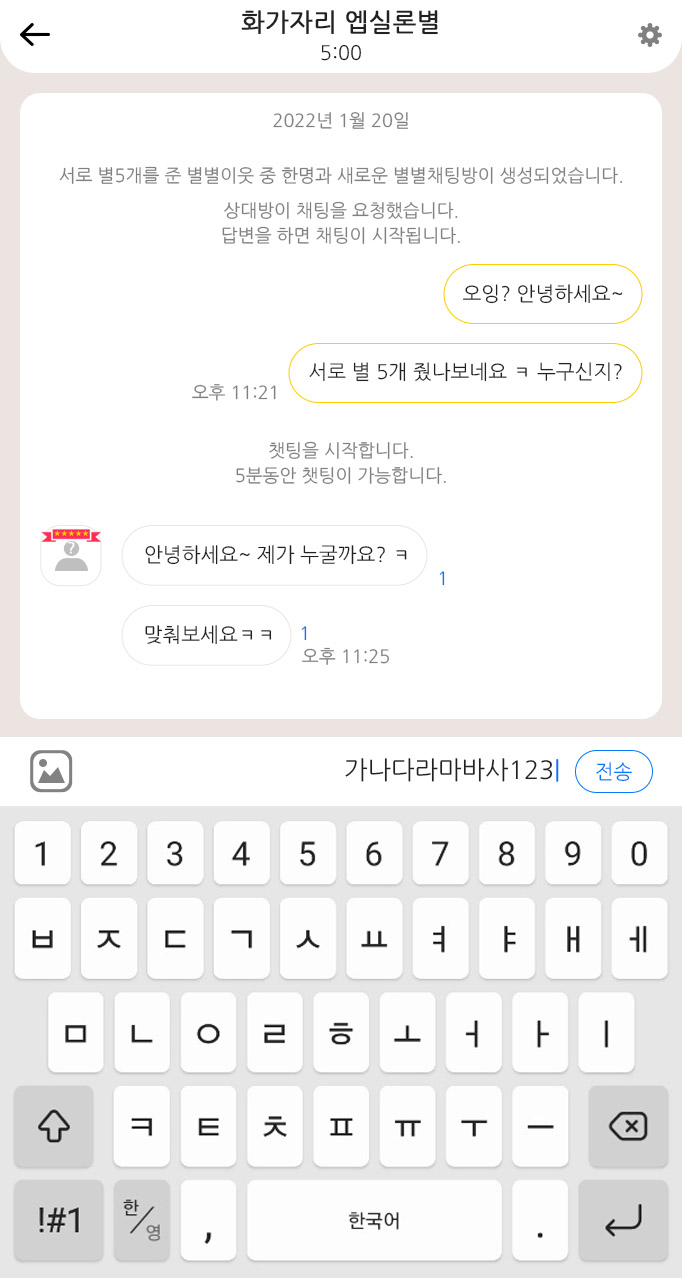 화가자리 엡실론별
5:00
2022년 1월 20일
서로 별5개를 준 별별이웃 중 한명과 새로운 별별채팅방이 생성되었습니다.
상대방이 채팅을 요청했습니다.
답변을 하면 채팅이 시작됩니다.
오잉? 안녕하세요~
서로 별 5개 줬나보네요 ㅋ 누구신지?
오후 11:21
챗팅을 시작합니다.
5분동안 챗팅이 가능합니다.
?
안녕하세요~ 제가 누굴까요? ㅋ
1
맞춰보세요ㅋㅋ
1
오후 11:25
가나다라마바사123
전송
1 2 3 4 5 6 7 8 9 0
ㅂ ㅈ ㄷ ㄱ ㅅ ㅛ ㅕ ㅑ ㅐ ㅔ
ㅁ ㄴ ㅇ ㄹ ㅎ ㅗ ㅓ ㅏ ㅣ
ㅋ ㅌ ㅊ ㅍ ㅠ ㅜ ㅡ
!#1 한/영 , 한국어 .